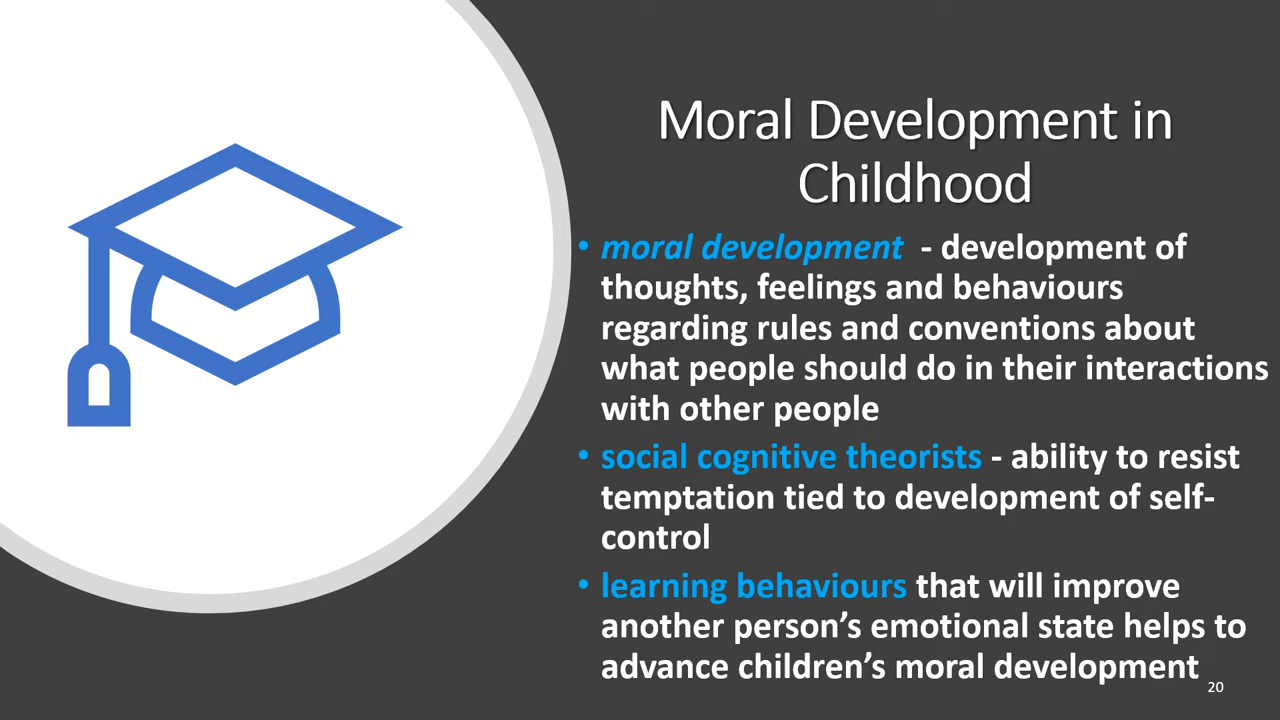 Moral Development in
Childhood
• moral development - development of
thoughts, feelings and behaviours
regarding rules and conventions about
what people should do in their interactions
with other people
• social cognitive theorists - ability to resist
temptation tied to development of self-
control
• learning behaviours that will improve
another person’s emotional state helps to
advance children’s moral development
20